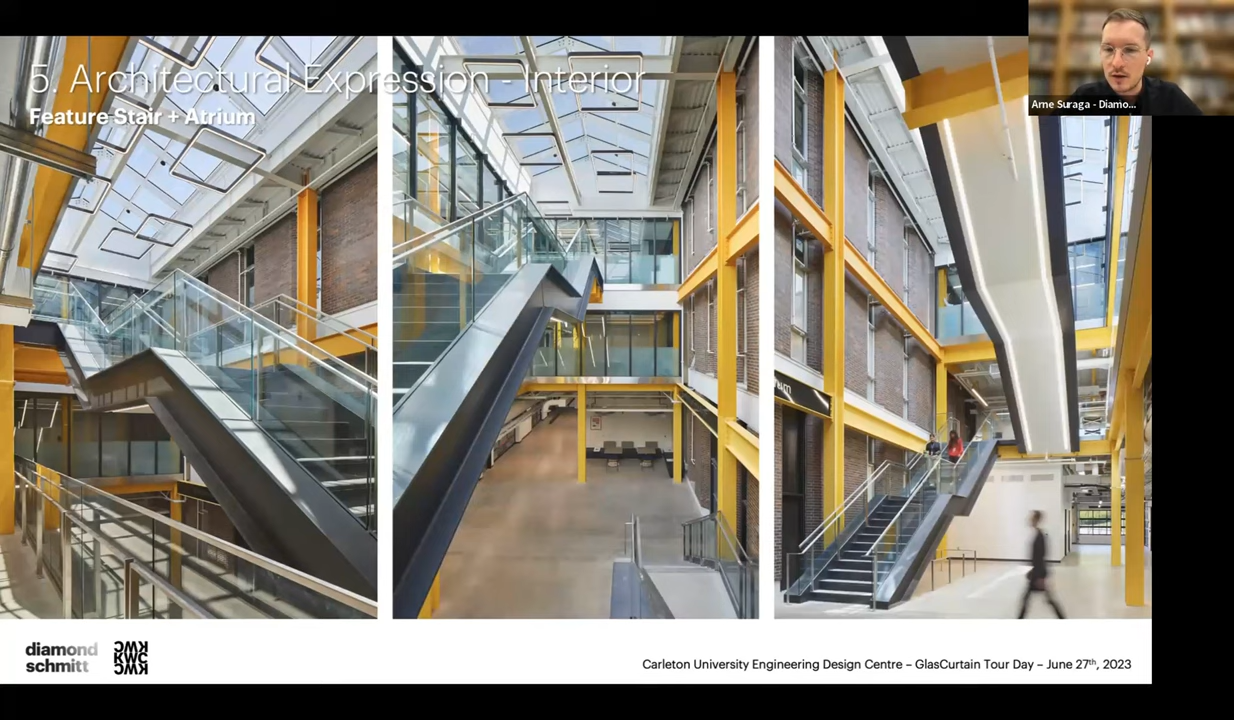 5. Architectural Expression - Interior
Feature Stair + Atrium
Arne Suraga - Diamo...
diamond
schmitt
KWC
Carleton University Engineering Design Centre – GlasCurtain Tour Day – June 27th, 2023